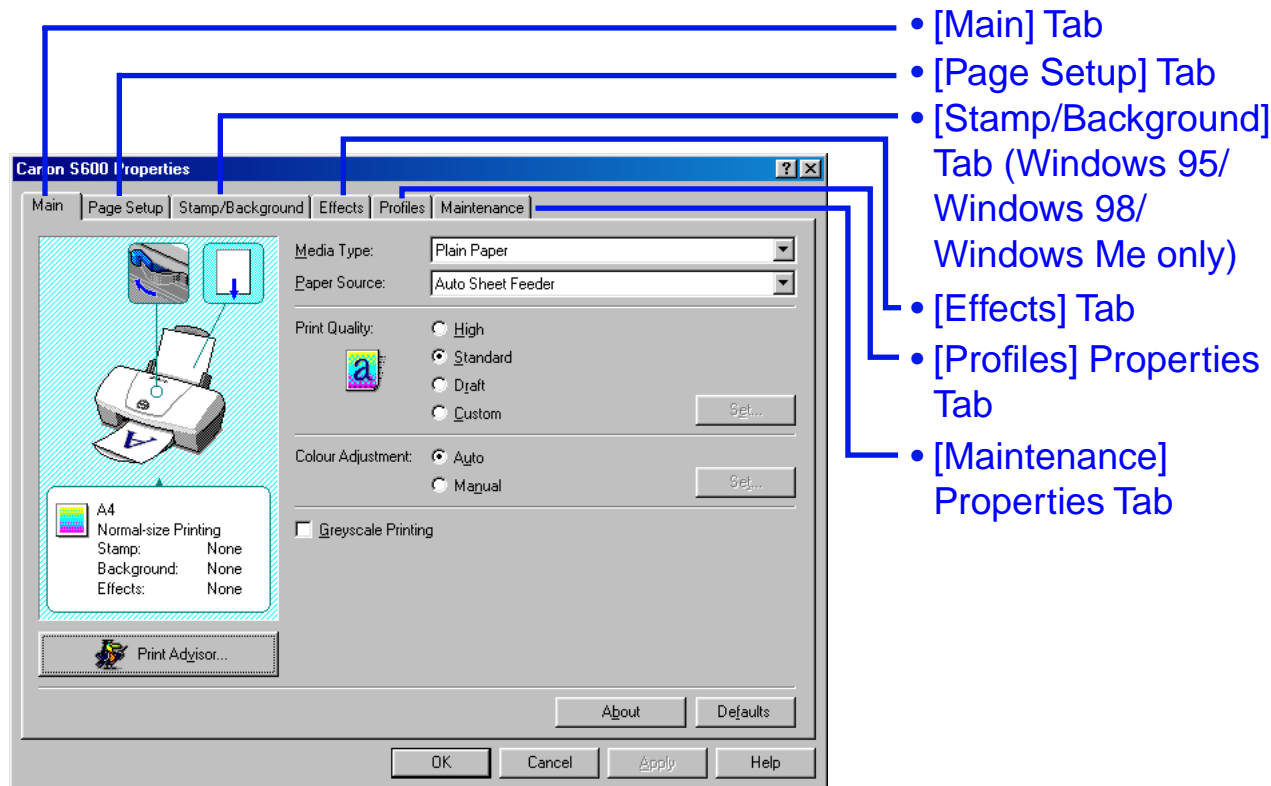 • [Main] Tab
• [Page Setup] Tab
• [Stamp/Background]
Tab (Windows 95/
Windows 98/
Windows Me only)
• [Effects] Tab
• [Profiles] Properties
Tab
• [Maintenance]
Properties Tab
Canon S600 Properties
Main Page Setup Stamp/Background Effects Profiles Maintenance
Media Type: Plain Paper
Paper Source: Auto Sheet Feeder
Print Quality: High
Standard
Draft
Custom Set...
a
Colour Adjustment: Auto
Manual Set...
Greyscale Printing
A
A4
Normal-size Printing
Stamp: None
Background: None
Effects: None
Print Advisor...
About Defaults
OK Cancel Apply Help